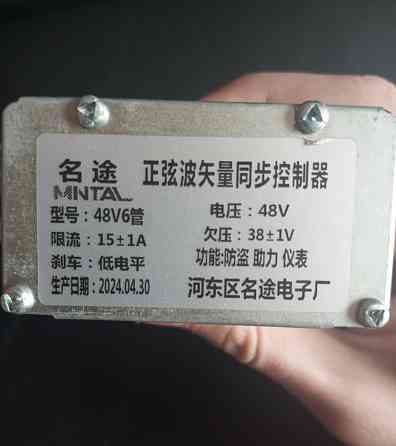 名途 正弦波矢量同步控制器
MNTAL
型号：48V6管 电压：48V
限流：15±1A 欠压：38±1V
刹车：低电平 功能:防盗 助力 仪表
生产日期：2024.04.30 河东区名途电子厂